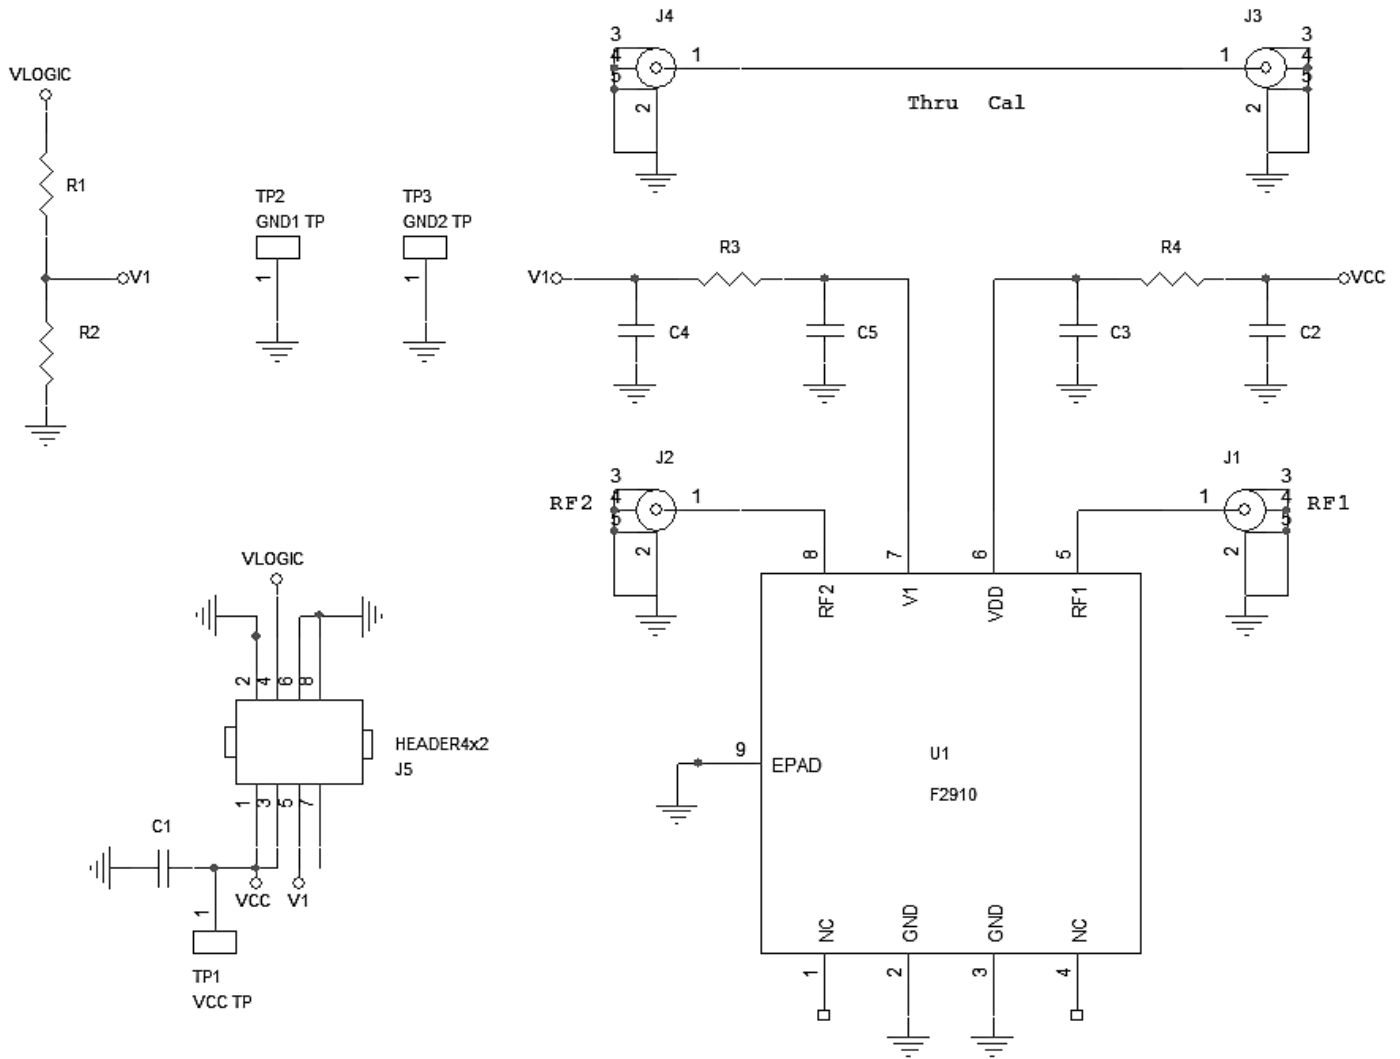 J4
J3
3
4
5
1
2
1
3
4
5
2
Thru Cal
VLOGIC
R1
V1
R2
TP2
GND1 TP
1
TP3
GND2 TP
1
V1
R3
C4
C5
R4
VCC
C3
C2
J2
RF2
3
4
5
1
2
J1
RF1
1
3
4
5
2
8
7
6
5
RF2
V1
VDD
RF1
9
EPAD
U1
F2910
NC
GND
GND
NC
1
2
3
4
VLOGIC
2
4
6
8
HEADER4x2
J5
1
3
5
7
C1
VCC
V1
1
TP1
VCC TP